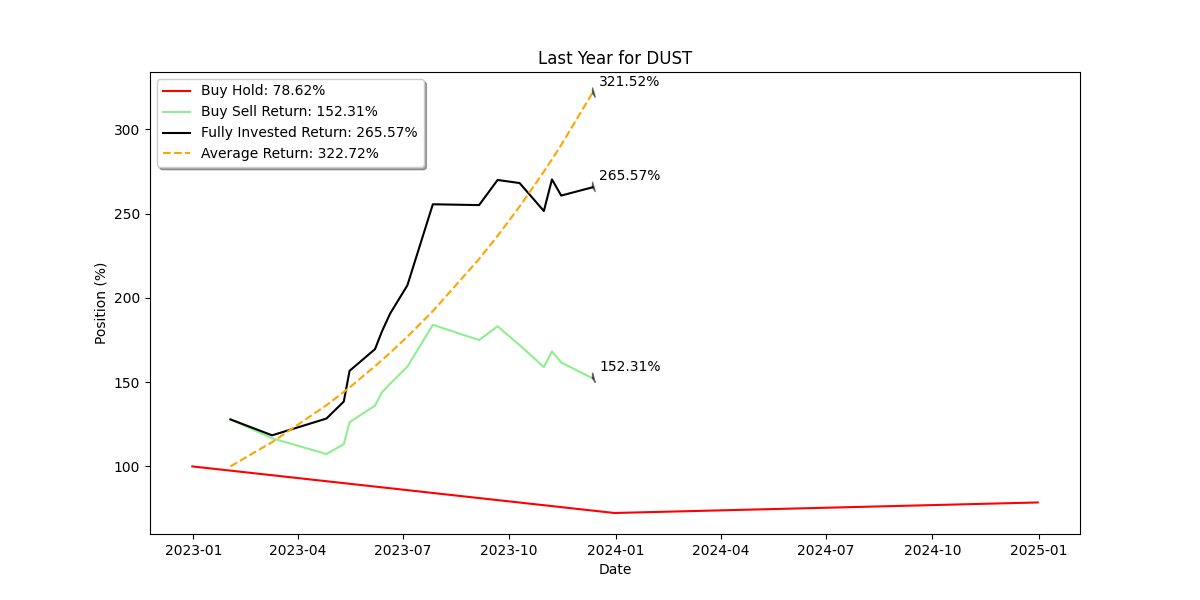 Last Year for DUST
Buy Hold: 78.62%
Buy Sell Return: 152.31%
Fully Invested Return: 265.57%
Average Return: 322.72%
321.52%
265.57%
152.31%
300
250
200
150
100
Position (%)
2023-01 2023-04 2023-07 2023-10 2024-01 2024-04 2024-07 2024-10 2025-01
Date